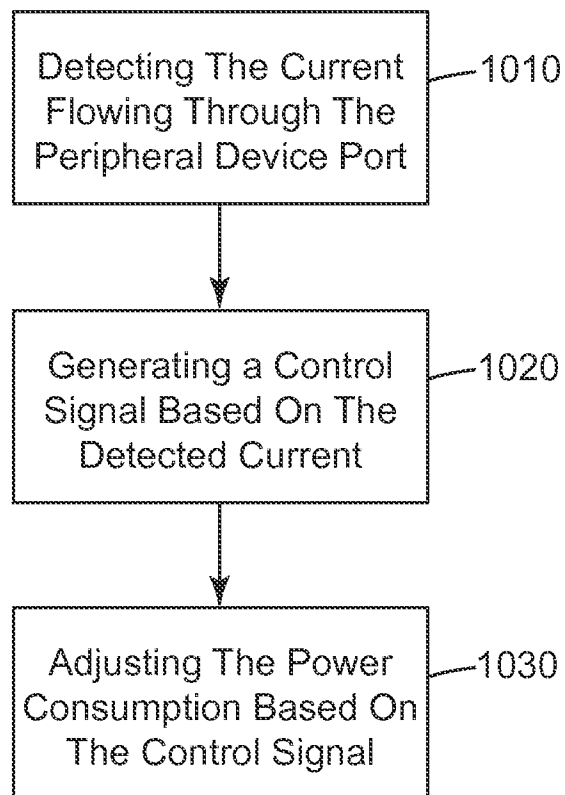 Detecting The Current
Flowing Through The
Peripheral Device Port
1010
Generating a Control
Signal Based On The
Detected Current
1020
Adjusting The Power
Consumption Based On
The Control Signal
1030